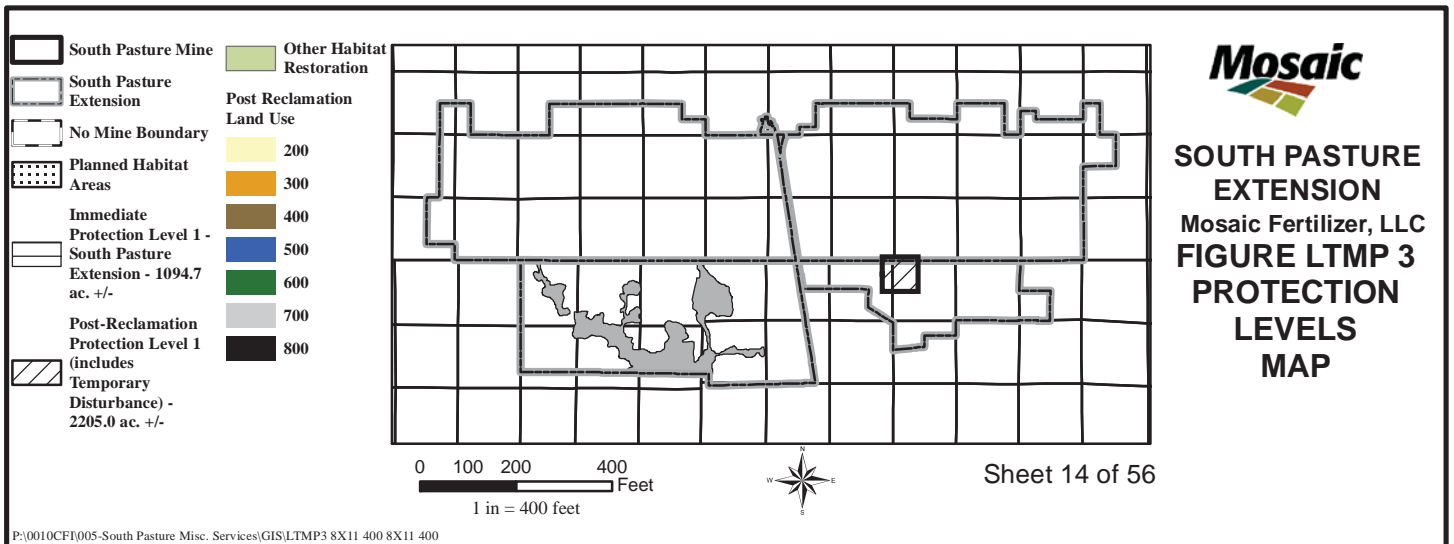 South Pasture Mine
South Pasture
Extension
No Mine Boundary
Planned Habitat
Areas
Immediate
Protection Level 1 -
South Pasture
Extension - 1094.7
ac. +/-
Post-Reclamation
Protection Level 1
(includes
Temporary
Disturbance) -
2205.0 ac. +/-
Other Habitat
Restoration
Post Reclamation
Land Use
200
300
400
500
600
700
800
0 100 200 400
Feet
1 in = 400 feet
N
W E
S
Sheet 14 of 56
Mosaic
SOUTH PASTURE
EXTENSION
Mosaic Fertilizer, LLC
FIGURE LTMP 3
PROTECTION
LEVELS
MAP
P:\0010CFI\005-South Pasture Misc. Services\GIS\LTMP3 8X11 400 8X11 400